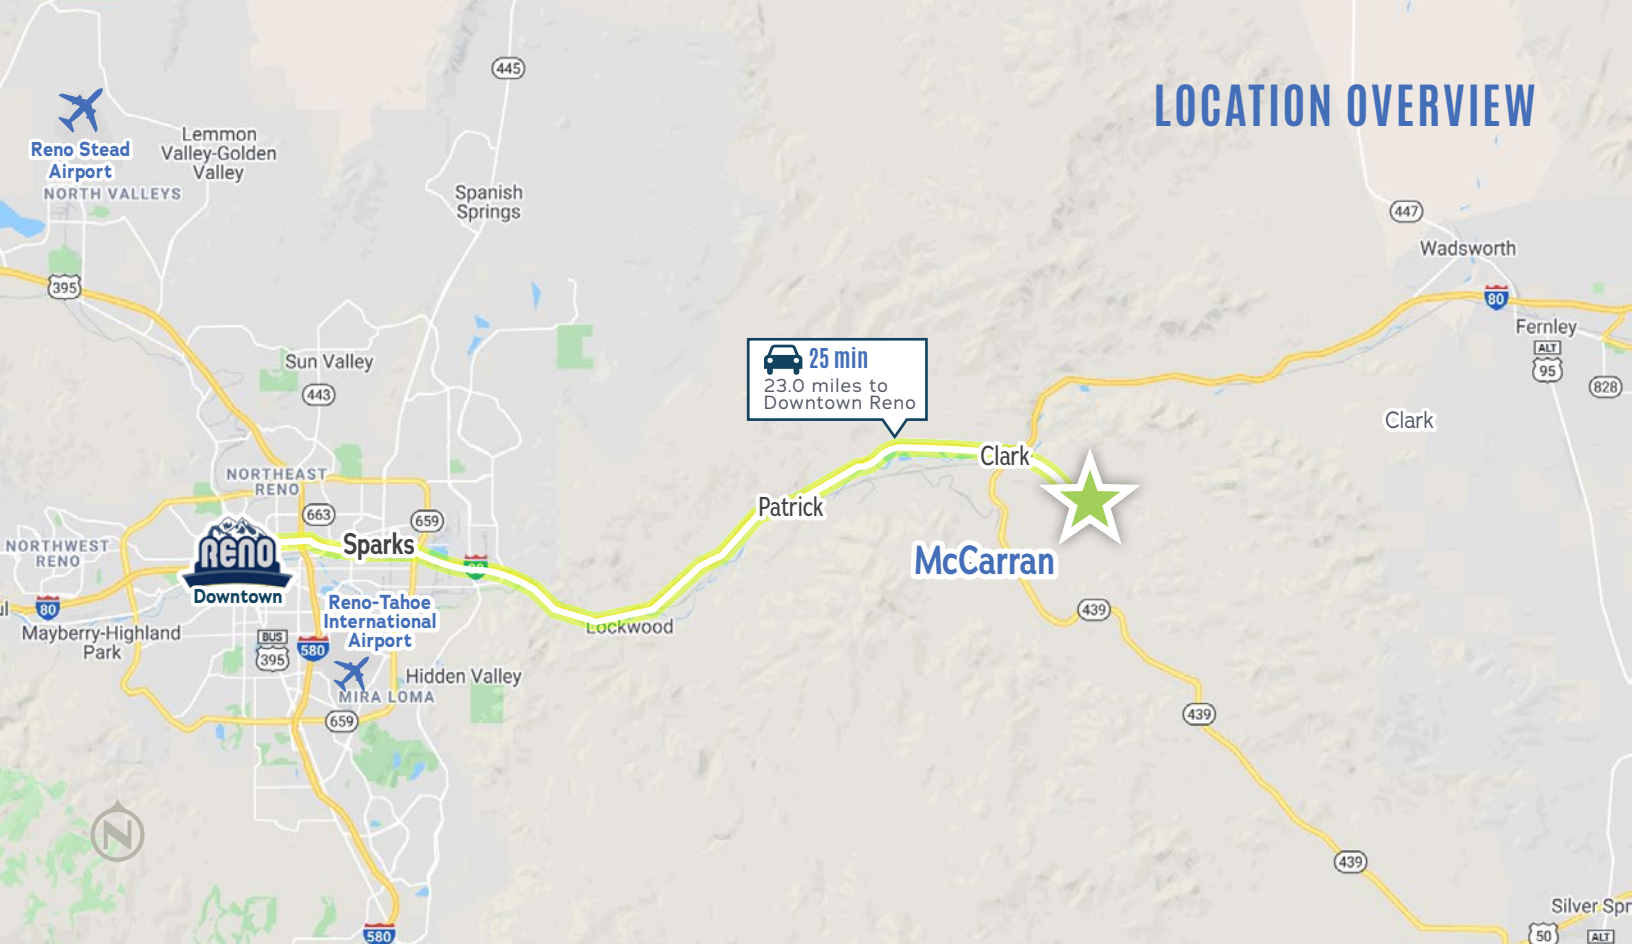 LOCATION OVERVIEW
445
Reno Stead
Airport
Lemmon
Valley-Golden
Valley
NORTH VALLEYS
Spanish
Springs
447
Wadsworth
395
80
Fernley
ALT
95
828
Sun Valley
443
25 min
23.0 miles to
Downtown Reno
Clark
Clark
NORTHEAST
RENO
663
659
Patrick
NORTHWEST
RENO
RENO
Downtown
Sparks
80
McCarran
80
Reno-Tahoe
International
Airport
Lockwood
439
Mayberry-Highland
Park
BUS
395
580
Hidden Valley
MIRA LOMA
659
439
N
439
580
Silver Spr
50
ALT